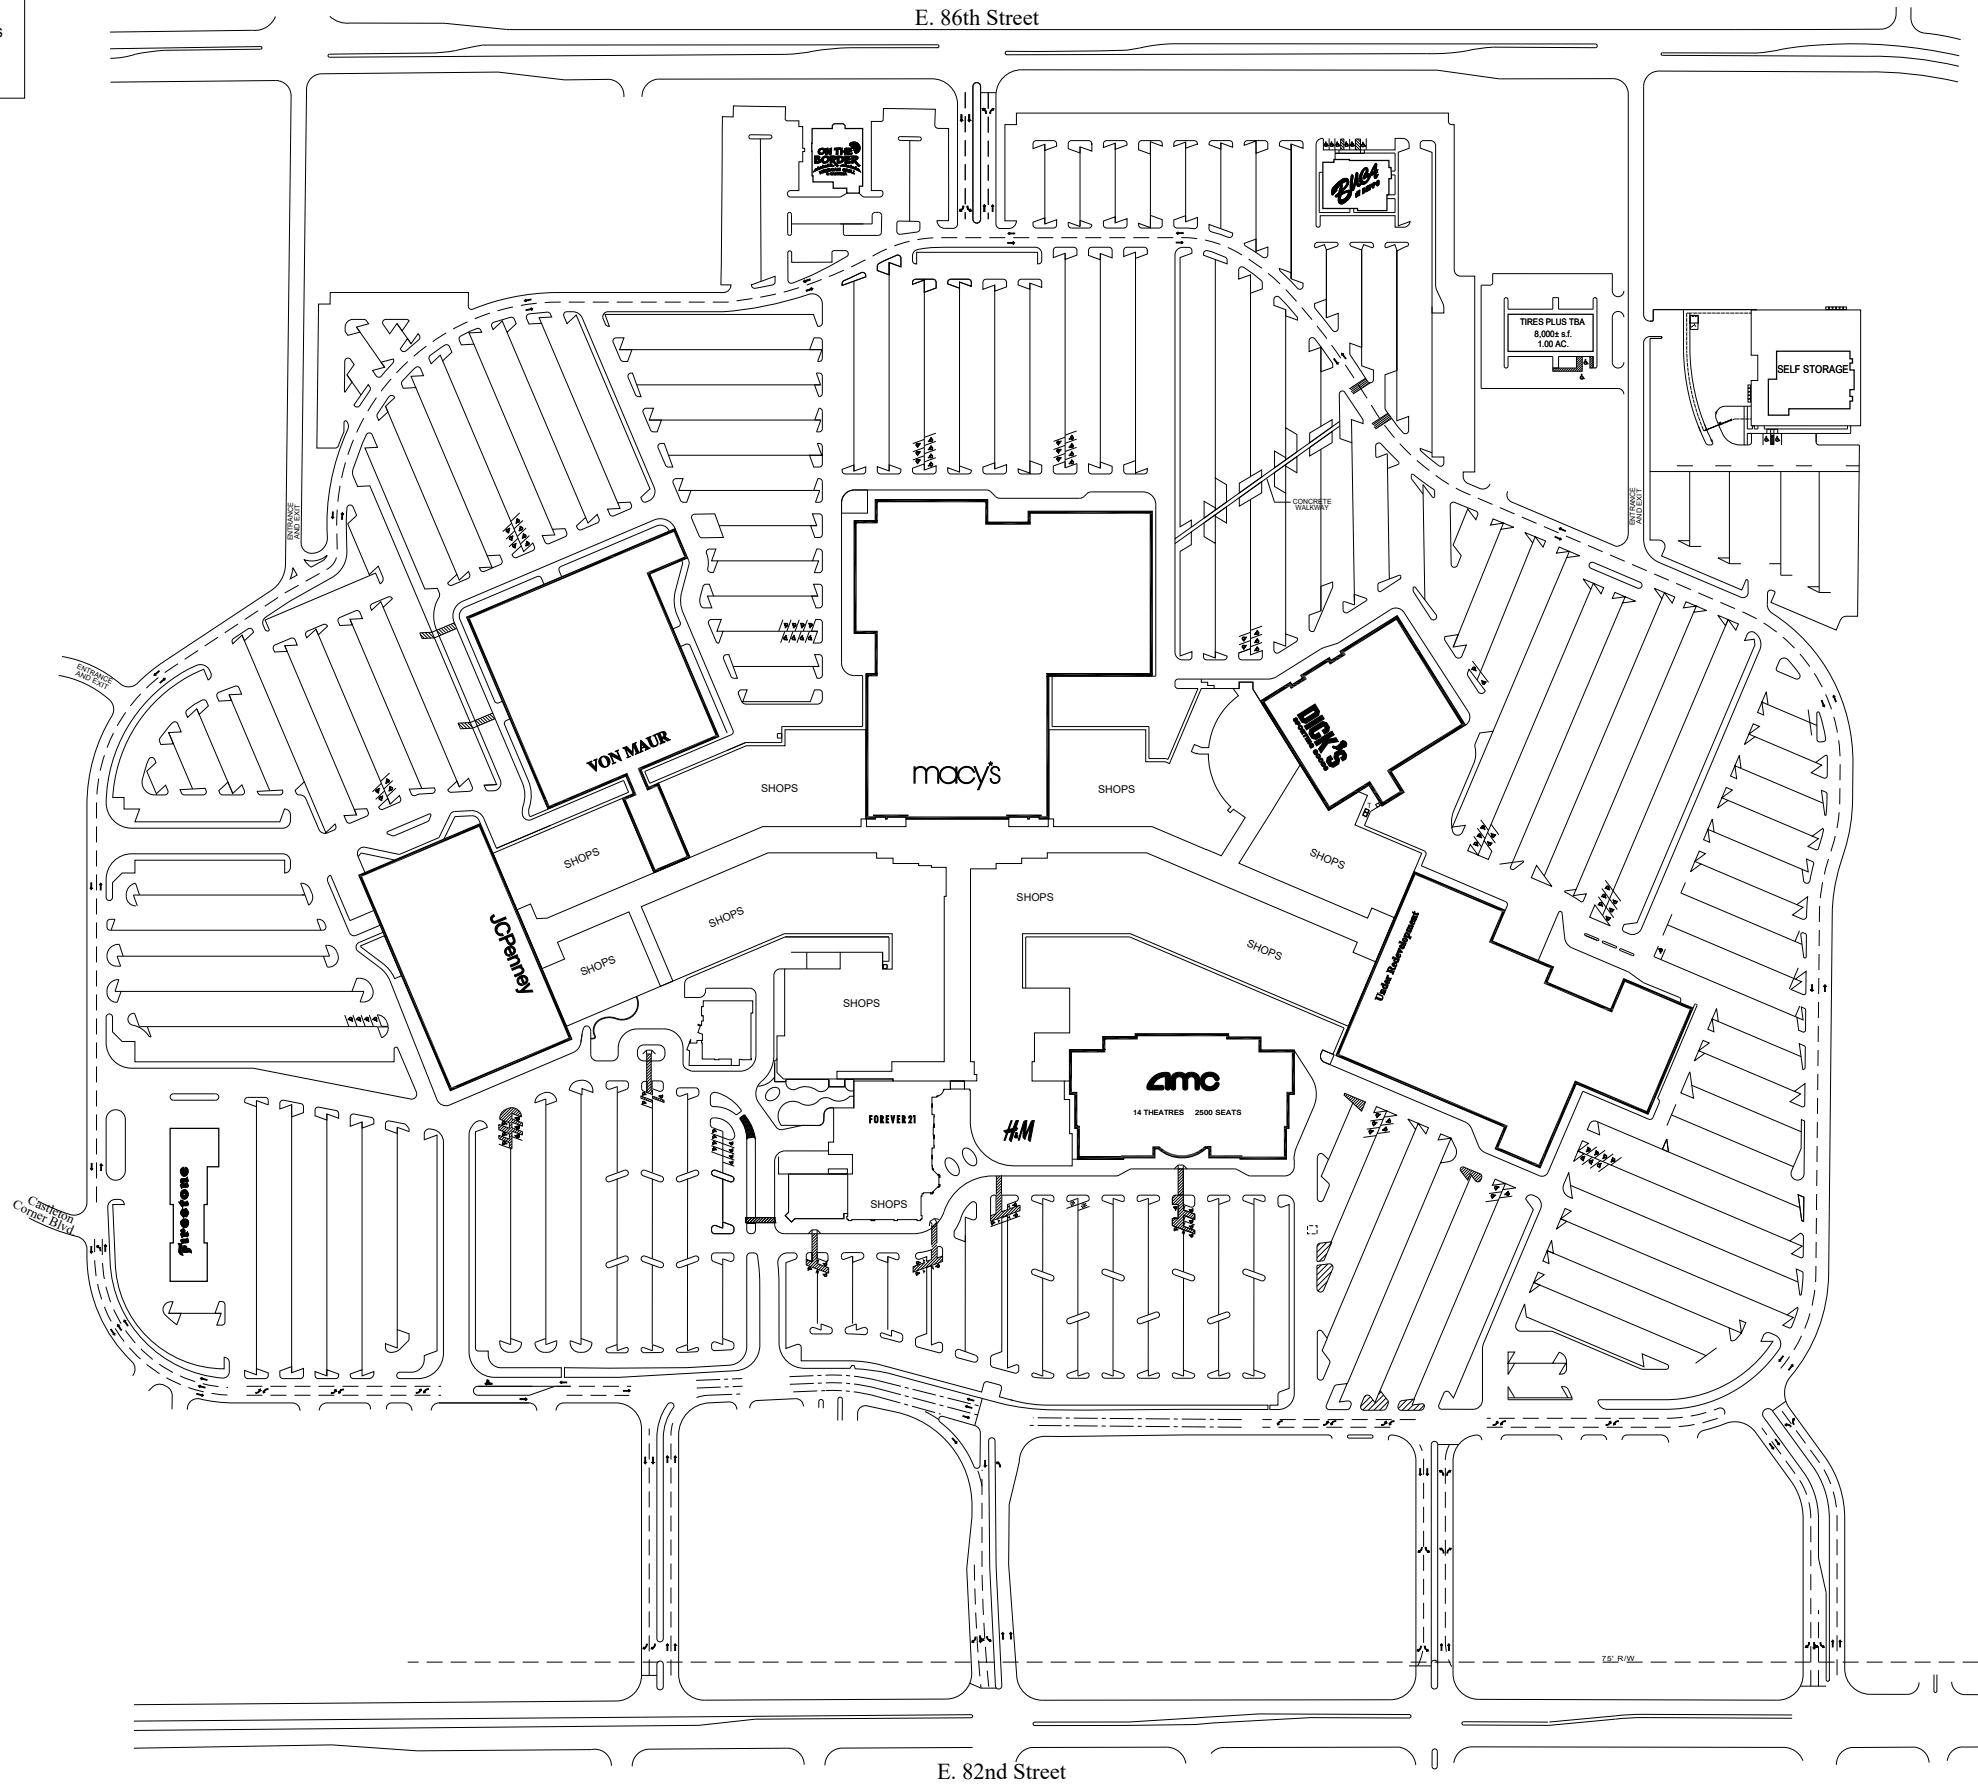 E. 86th Street
ON THE
BORDER
BUCA
TIRES PLUS TBA
8,000± s.f.
1.00 AC.
SELF STORAGE
CONCRETE
WALKWAY
ENTRANCE
AND EXIT
ENTRANCE
AND EXIT
ENTRANCE
AND EXIT
VON MAUR
DICK'S
SPORTING GOODS
macy's
SHOPS
SHOPS
SHOPS
SHOPS
SHOPS
SHOPS
SHOPS
SHOPS
JCPenney
Under Redevelopment
SHOPS
amc
14 THEATRES 2500 SEATS
FOREVER 21
H&M
SHOPS
Firestone
Castleton
Corner Blvd
75' R/W
E. 82nd Street